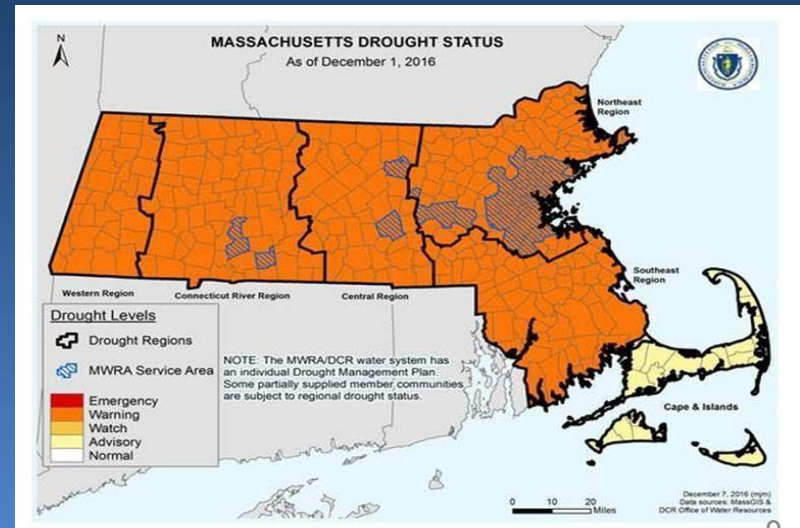 N
MASSACHUSETTS DROUGHT STATUS
As of December 1, 2016
Northeast
Region
Southeast
Region
Western Region
Connecticut River Region
Central Region
Cape & Islands
Drought Levels
Drought Regions
MWRA Service Area
Emergency
Warning
Watch
Advisory
Normal
NOTE: The MWRA/DCR water system has
an individual Drought Management Plan.
Some partially supplied member communities
are subject to regional drought status.
0 10 20
Miles
December 7, 2016 (mjm)
Data sources: MassGIS &
DCR Office of Water Resources